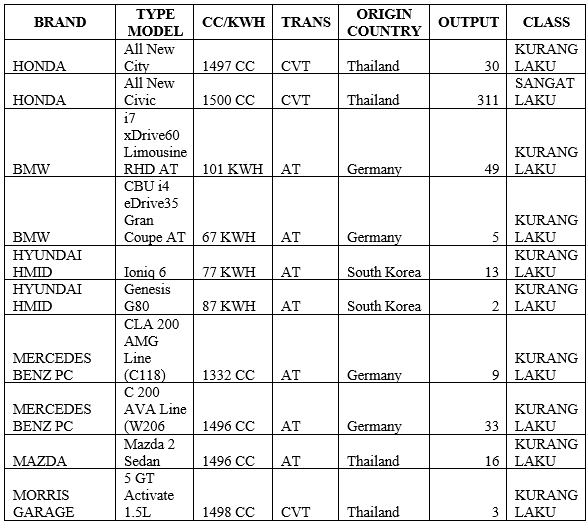 BRAND TYPE MODEL CC/KWH TRANS ORIGIN COUNTRY OUTPUT CLASS
HONDA All New City 1497 CC CVT Thailand 30 KURANG LAKU
HONDA All New Civic 1500 CC CVT Thailand 311 SANGAT LAKU
BMW i7 xDrive60 Limousine RHD AT 101 KWH AT Germany 49 KURANG LAKU
BMW CBU i4 eDrive35 Gran Coupe AT 67 KWH AT Germany 5 KURANG LAKU
HYUNDAI HMID Ioniq 6 77 KWH AT South Korea 13 KURANG LAKU
HYUNDAI HMID Genesis G80 87 KWH AT South Korea 2 KURANG LAKU
MERCEDES BENZ PC CLA 200 AMG Line (C118) 1332 CC AT Germany 9 KURANG LAKU
MERCEDES BENZ PC C 200 AVA Line (W206 1496 CC AT Germany 33 KURANG LAKU
MAZDA Mazda 2 Sedan 1496 CC AT Thailand 16 KURANG LAKU
MORRIS GARAGE 5 GT Activate 1.5L 1498 CC CVT Thailand 3 KURANG LAKU